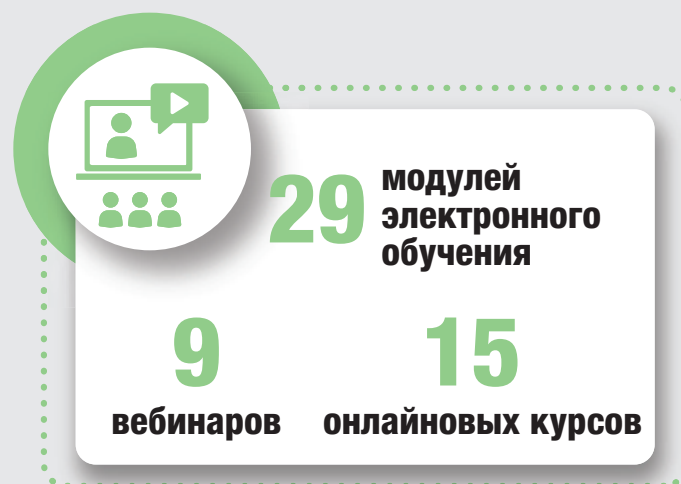 29
модулей
электронного
обучения
9
вебинаров
15
онлайновых курсов